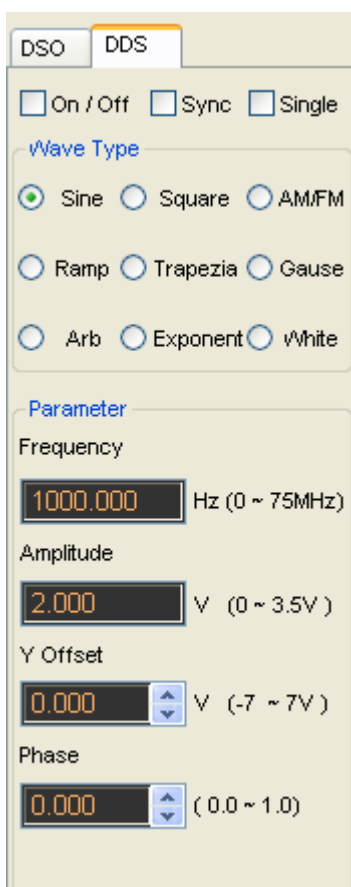 DSO DDS
On / Off Sync Single
Wave Type
Sine Square AM/FM
Ramp Trapezia Gause
Arb Exponent White
Parameter
Frequency
1000.000 Hz (0 ~ 75MHz)
Amplitude
2.000 V (0 ~ 3.5V )
Y Offset
0.000 V (-7 ~ 7V )
Phase
0.000 ( 0.0 ~ 1.0)